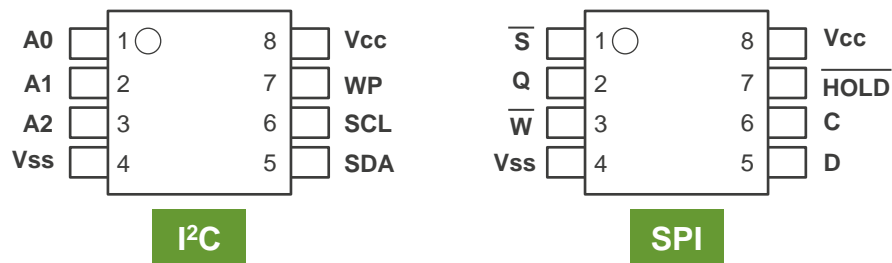 A0 1 8 Vcc
A1 2 7 WP
A2 3 6 SCL
Vss 4 5 SDA
I²C
S̅ 1 8 Vcc
Q 2 7 H̅O̅L̅D̅
W̅ 3 6 C
Vss 4 5 D
SPI